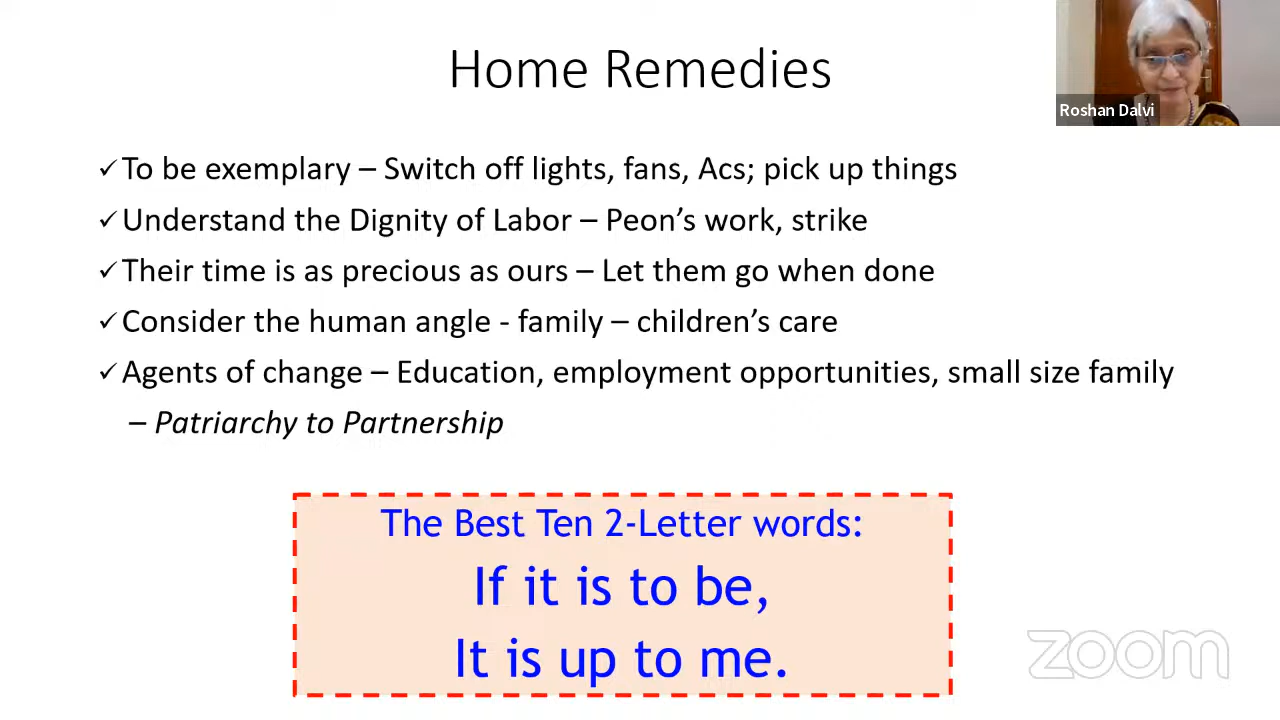 Home Remedies
Roshan Dalvi
✓ To be exemplary – Switch off lights, fans, Acs; pick up things
✓ Understand the Dignity of Labor – Peon's work, strike
✓ Their time is as precious as ours – Let them go when done
✓ Consider the human angle - family – children's care
✓ Agents of change – Education, employment opportunities, small size family
– Patriarchy to Partnership
The Best Ten 2-Letter words:
If it is to be,
It is up to me.
zoom